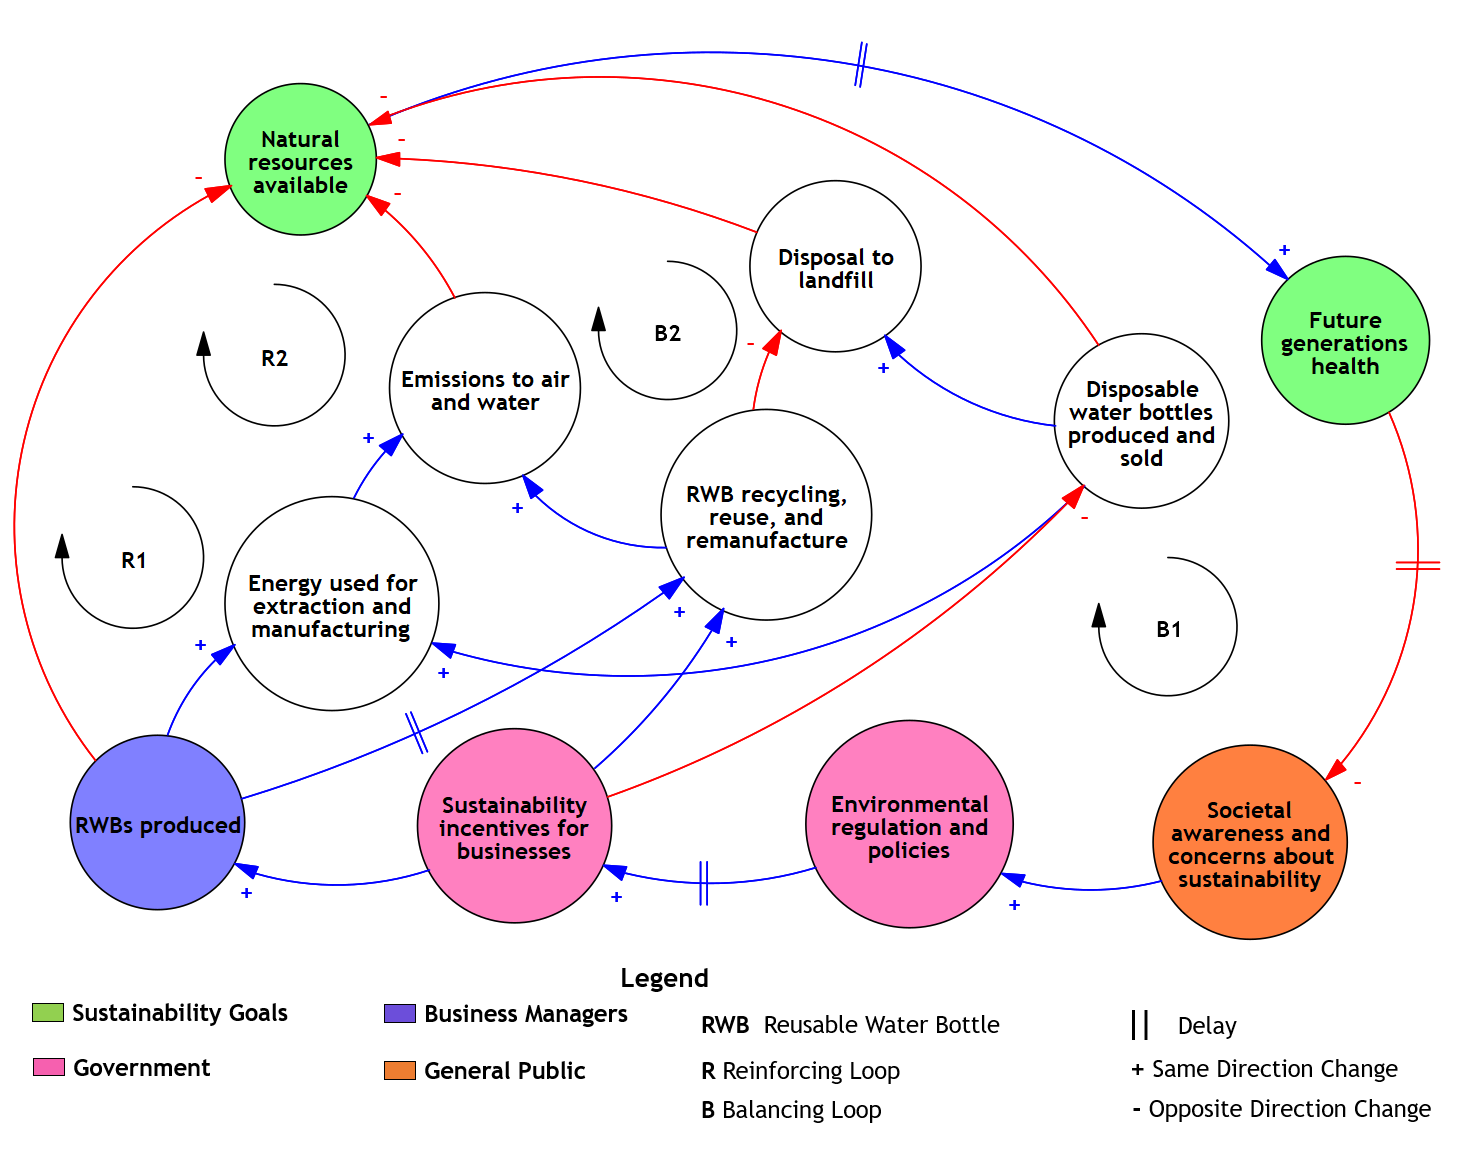 -
-
-
-
+
Natural
resources
available
Disposal to
landfill
Future
generations
health
R2
B2
-
+
Emissions to air
and water
Disposable
water bottles
produced and
sold
+
+
RWB recycling,
reuse, and
remanufacture
-
R1
Energy used for
extraction and
manufacturing
+
+
+
+
B1
-
RWBs produced
Sustainability
incentives for
businesses
Environmental
regulation and
policies
Societal
awareness and
concerns about
sustainability
+
+
+
Legend
Sustainability Goals
Business Managers
Government
General Public
RWB Reusable Water Bottle
R Reinforcing Loop
B Balancing Loop
Delay
+ Same Direction Change
- Opposite Direction Change